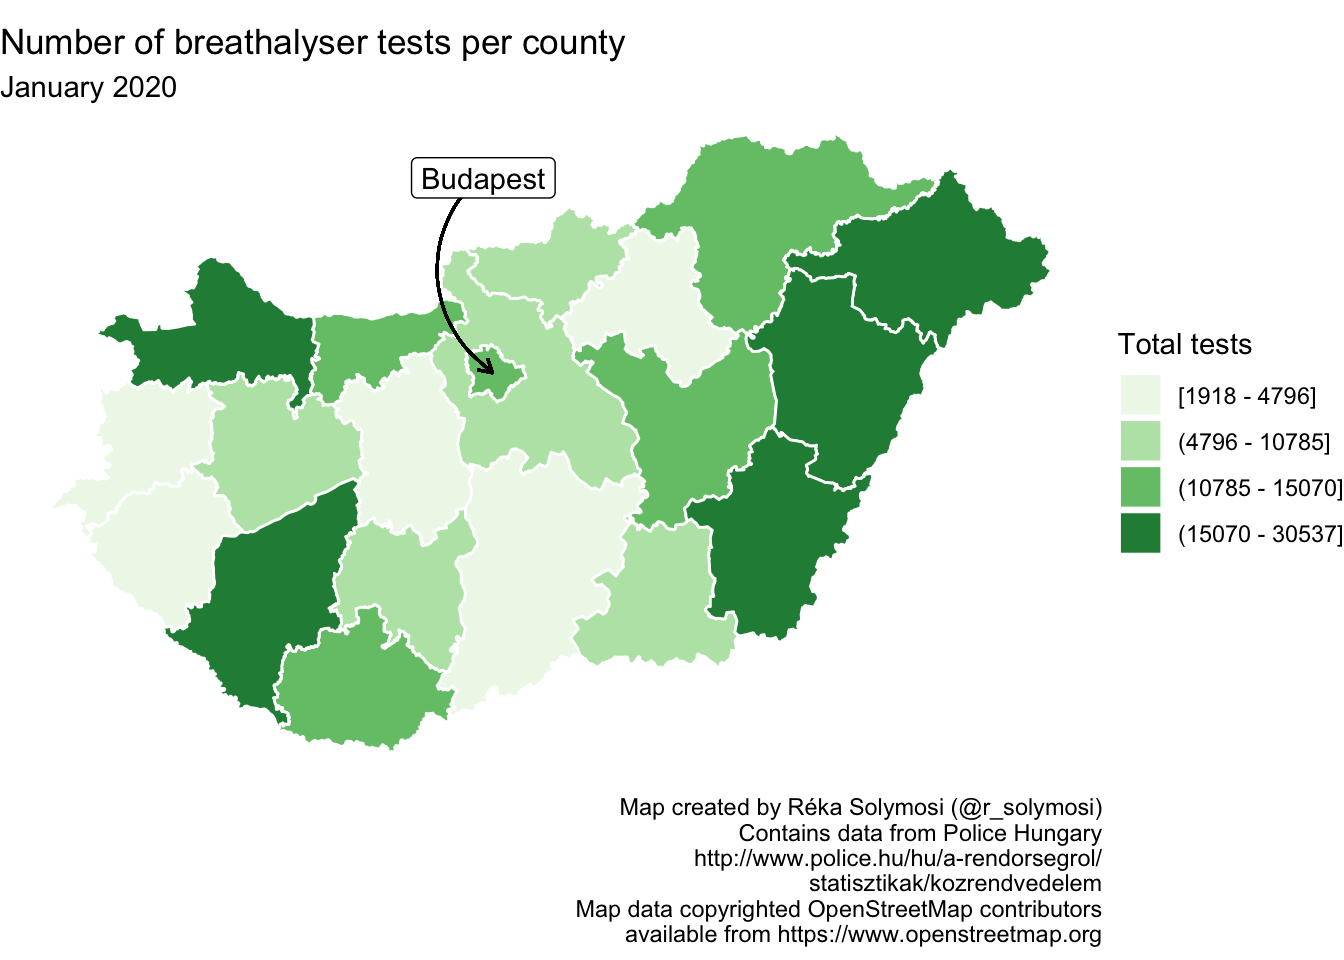 Number of breathalyser tests per county
January 2020
Budapest
Total tests
[1918 - 4796]
(4796 - 10785]
(10785 - 15070]
(15070 - 30537]
Map created by Réka Solymosi (@r_solymosi)
Contains data from Police Hungary
http://www.police.hu/hu/a-rendorsegrol/
statisztikak/kozrendvedelem
Map data copyrighted OpenStreetMap contributors
available from https://www.openstreetmap.org